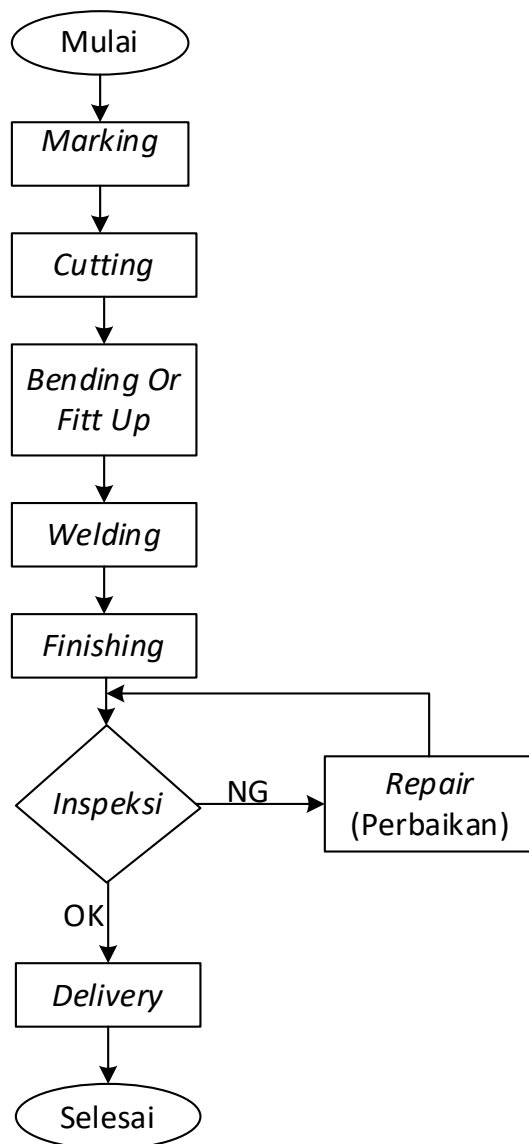 Mulai
Marking
Cutting
Bending Or
Fitt Up
Welding
Finishing
Inspeksi
NG
Repair
(Perbaikan)
OK
Delivery
Selesai